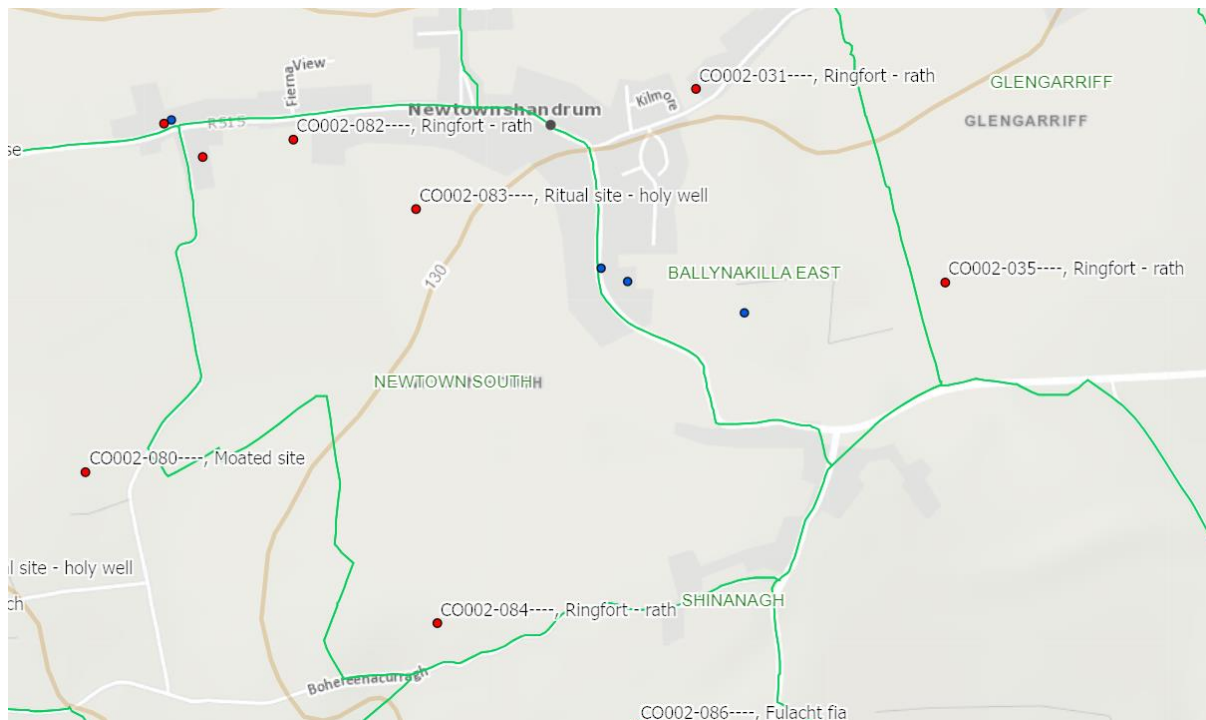 Fierna View
CO002-031----, Ringfort - rath
GLENGARRIFF
Kilmore
Newtownshandrum
GLENGARRIFF
R515
CO002-082----, Ringfort - rath
se
CO002-083----, Ritual site - holy well
130
BALLYNAKILLA EAST
CO002-035----, Ringfort - rath
NEWTOWN SOUTH
CO002-080----, Moated site
l site - holy well
ch
SHINANAGH
CO002-084----, Ringfort - rath
Bohereenacurragh
CO002-086----, Fulacht fia